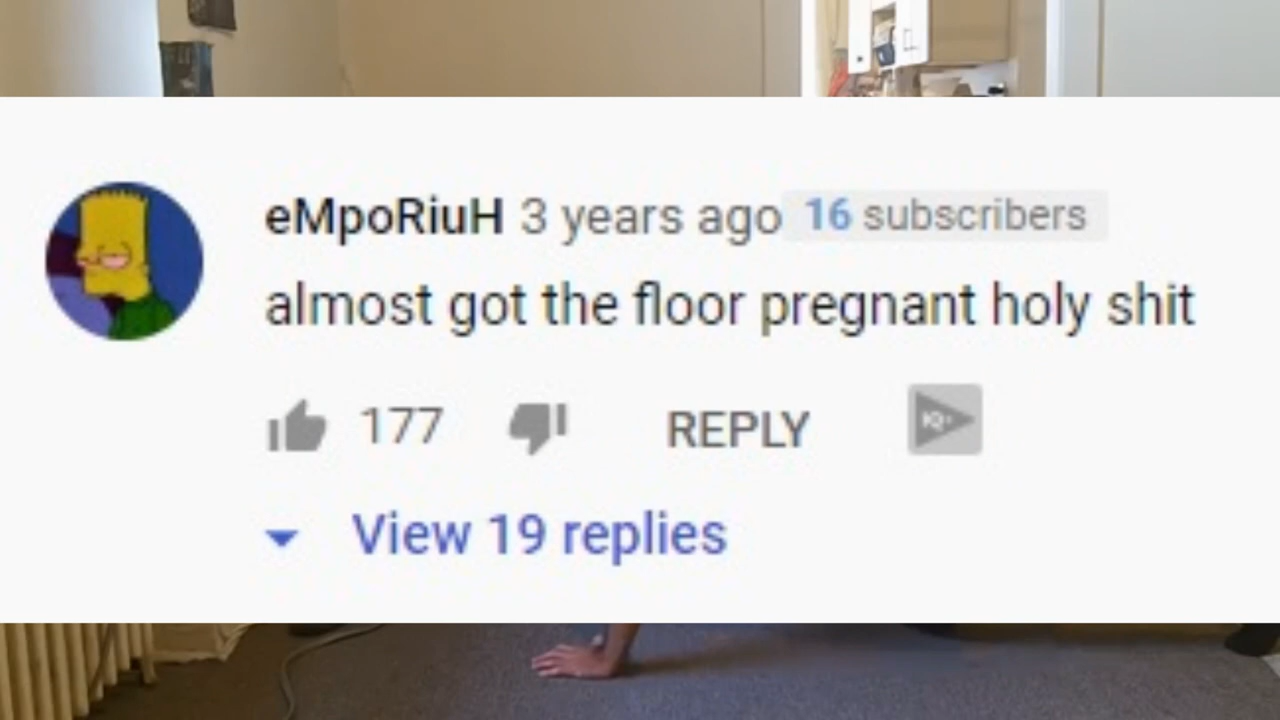 eMpoRiuH 3 years ago 16 subscribers
almost got the floor pregnant holy shit
177 REPLY
View 19 replies